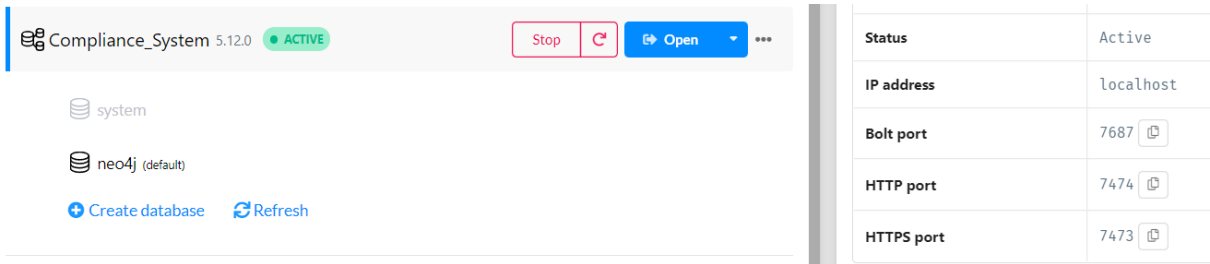 Compliance_System 5.12.0 ACTIVE Stop Open
system
neo4j (default)
Create database Refresh
Status Active
IP address localhost
Bolt port 7687
HTTP port 7474
HTTPS port 7473